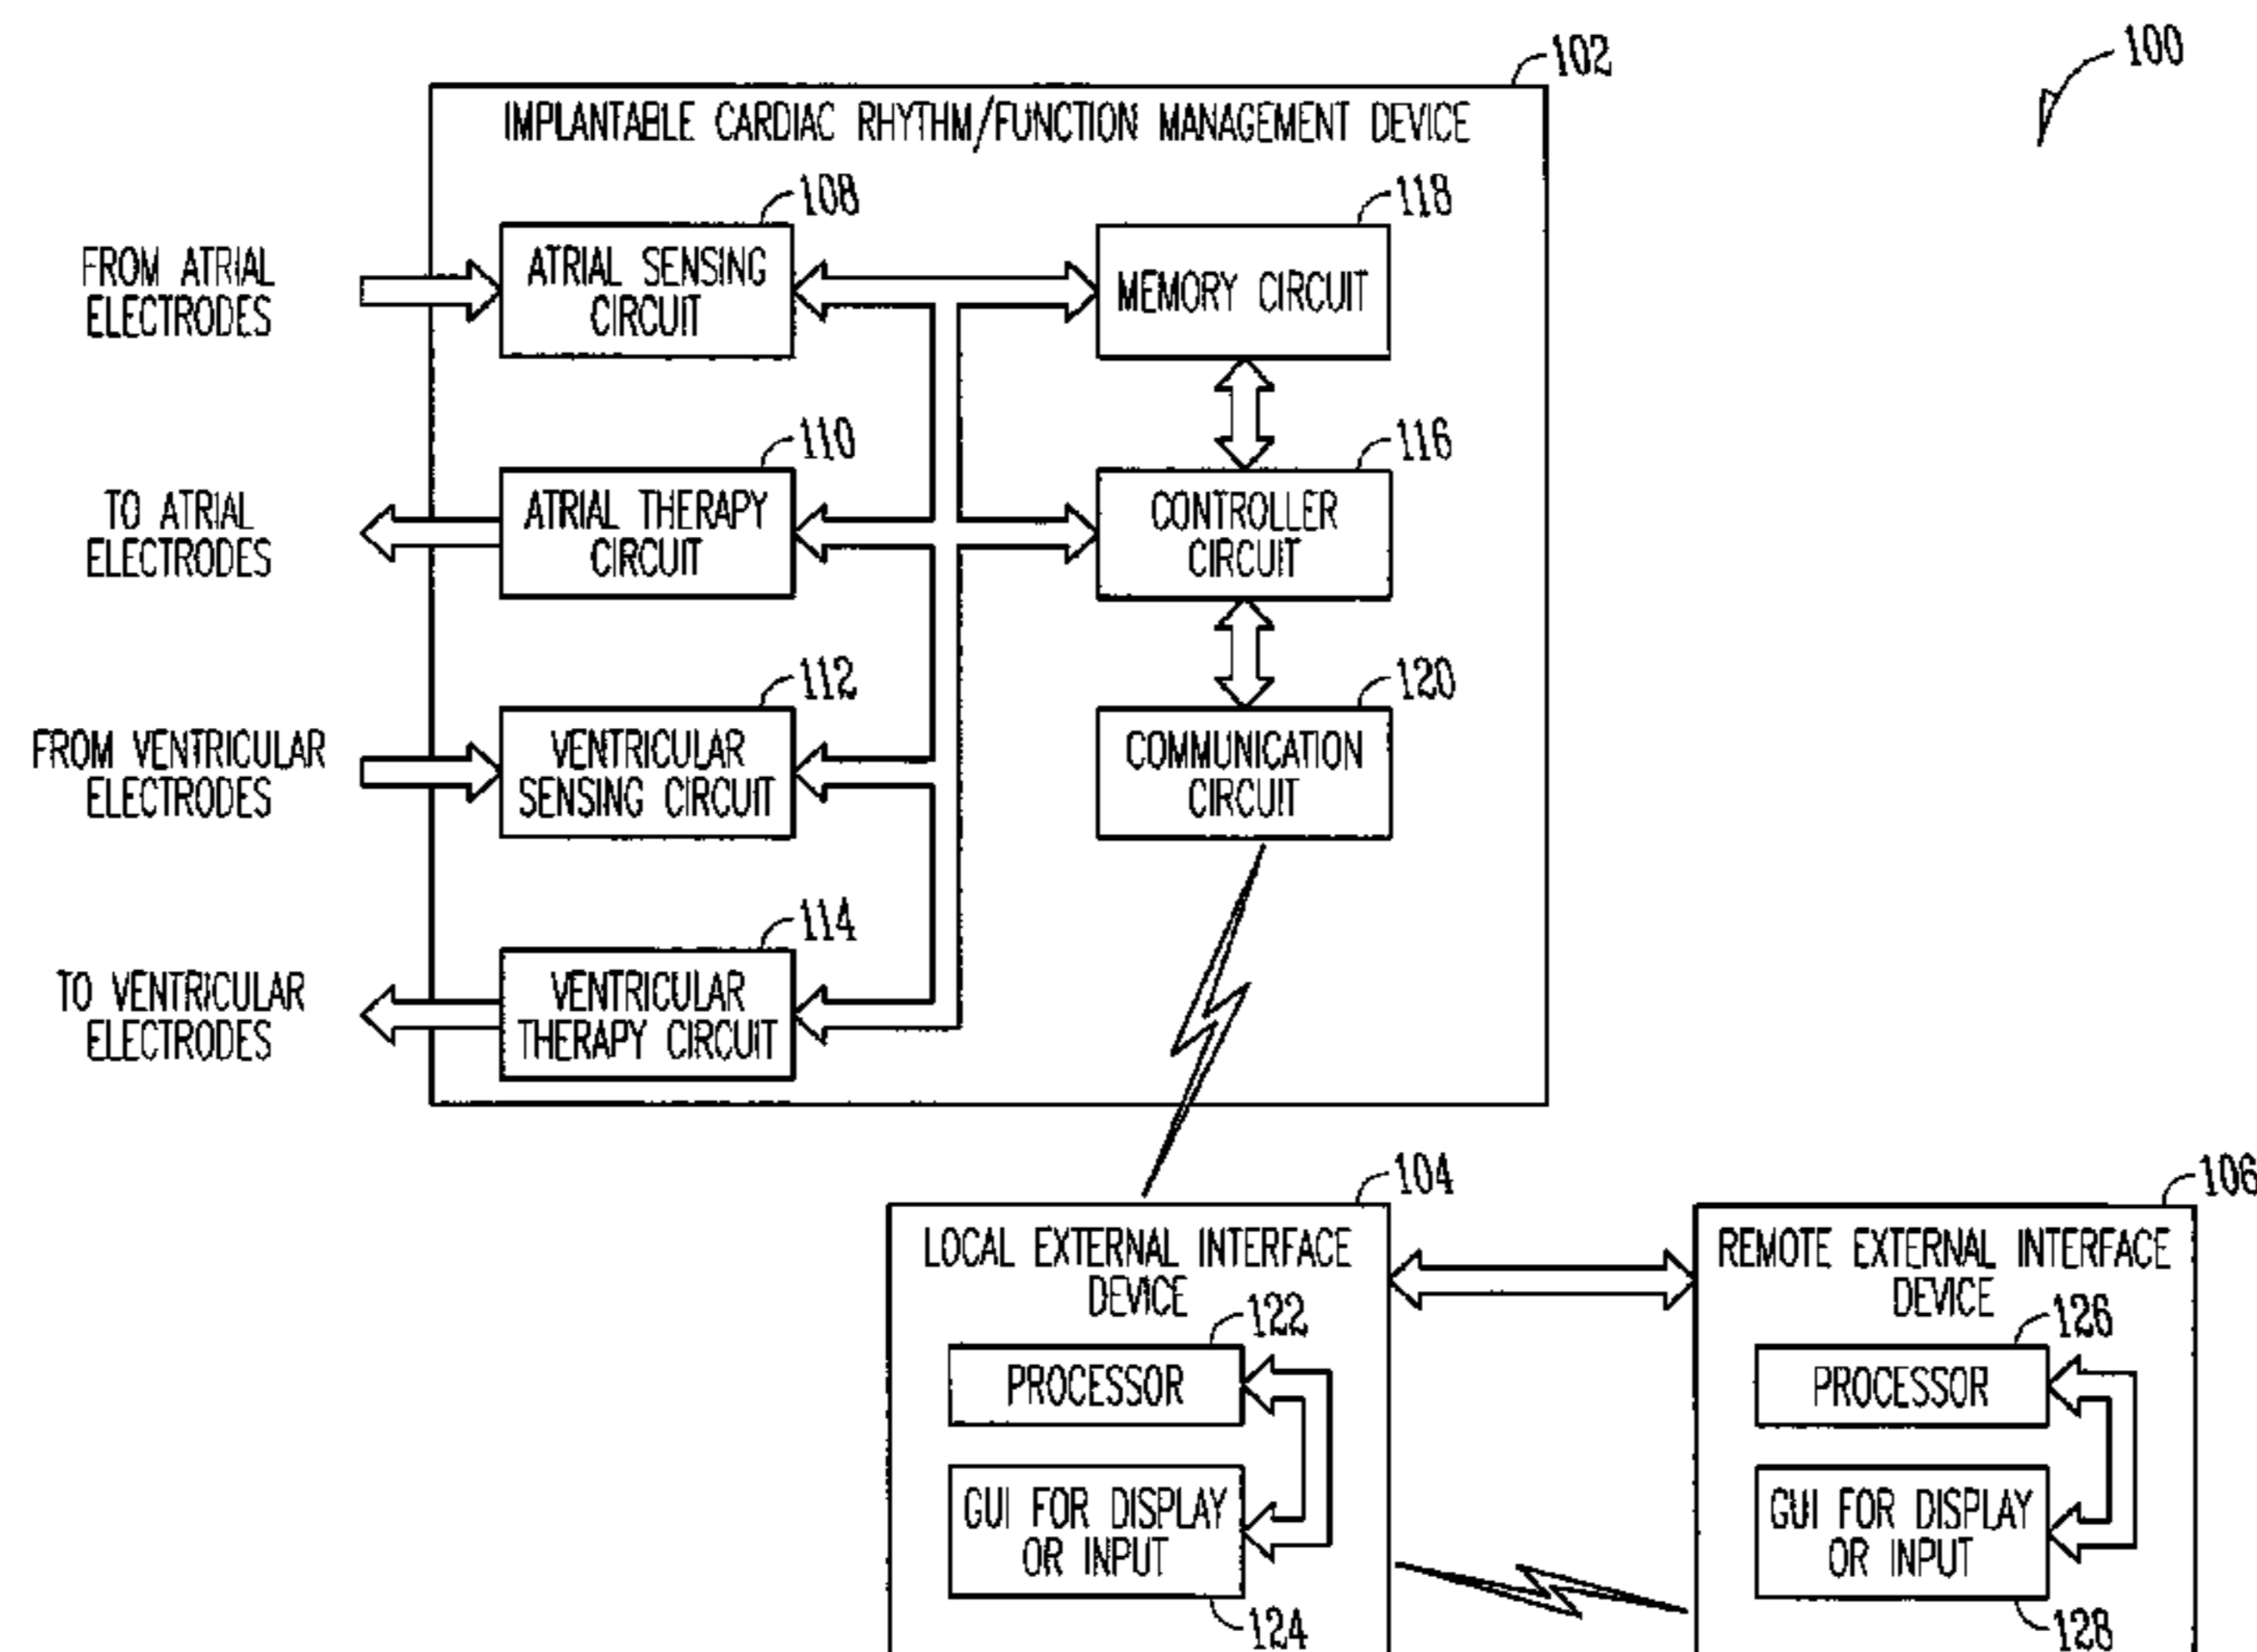 100
102
IMPLANTABLE CARDIAC RHYTHM/FUNCTION MANAGEMENT DEVICE
108
118
FROM ATRIAL
ELECTRODES
ATRIAL SENSING
CIRCUIT
MEMORY CIRCUIT
110
116
TO ATRIAL
ELECTRODES
ATRIAL THERAPY
CIRCUIT
CONTROLLER
CIRCUIT
112
120
FROM VENTRICULAR
ELECTRODES
VENTRICULAR
SENSING CIRCUIT
COMMUNICATION
CIRCUIT
114
TO VENTRICULAR
ELECTRODES
VENTRICULAR
THERAPY CIRCUIT
104
LOCAL EXTERNAL INTERFACE
DEVICE
122
PROCESSOR
GUI FOR DISPLAY
OR INPUT
124
106
REMOTE EXTERNAL INTERFACE
DEVICE
126
PROCESSOR
GUI FOR DISPLAY
OR INPUT
128